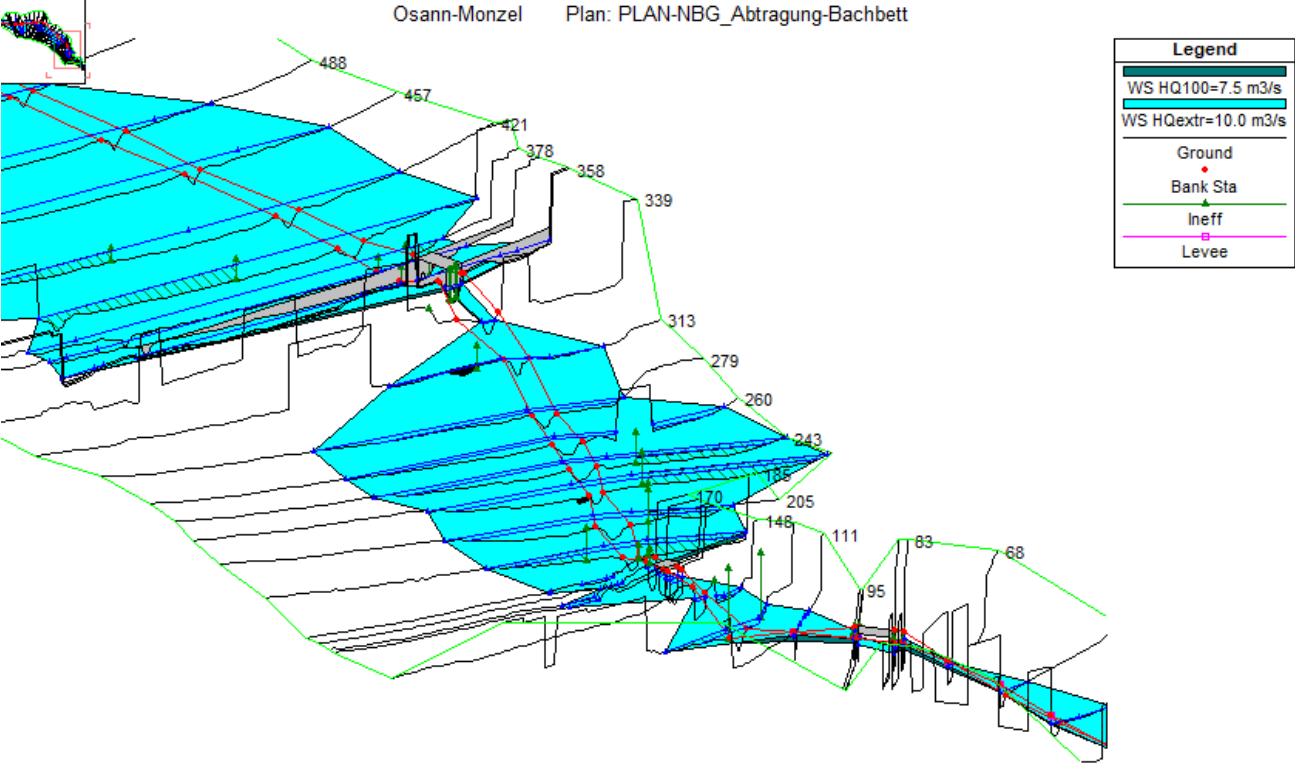 Osann-Monzel Plan: PLAN-NBG_Abtragung-Bachbett
Legend
WS HQ100=7.5 m3/s
WS HQextr=10.0 m3/s
Ground
Bank Sta
Ineff
Levee
488
457
421
378
358
339
313
279
260
243
185
170
205
148
111
83
68
95